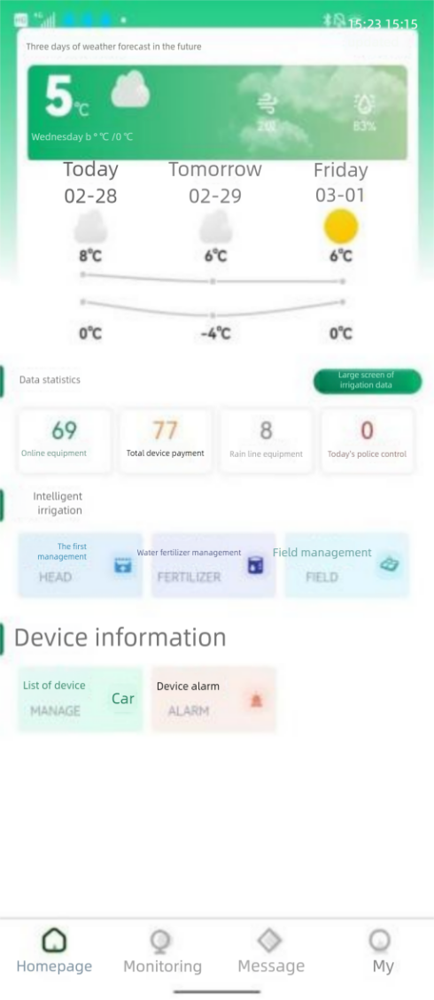 15:23 15:15
Three days of weather forecast in the future
5°C
Wednesday b * °C /0 °C
83%
Today Tomorrow Friday
02-28 02-29 03-01
8°C 6°C 6°C
0°C -4°C 0°C
Data statistics
Large screen of
irrigation data
69 77 8 0
Online equipment Total device payment Rain line equipment Today's police control
Intelligent
irrigation
The first
management
Water fertilizer management
Field management
HEAD FERTILIZER FIELD
Device information
List of device
Car
Device alarm
MANAGE ALARM
Homepage Monitoring Message My